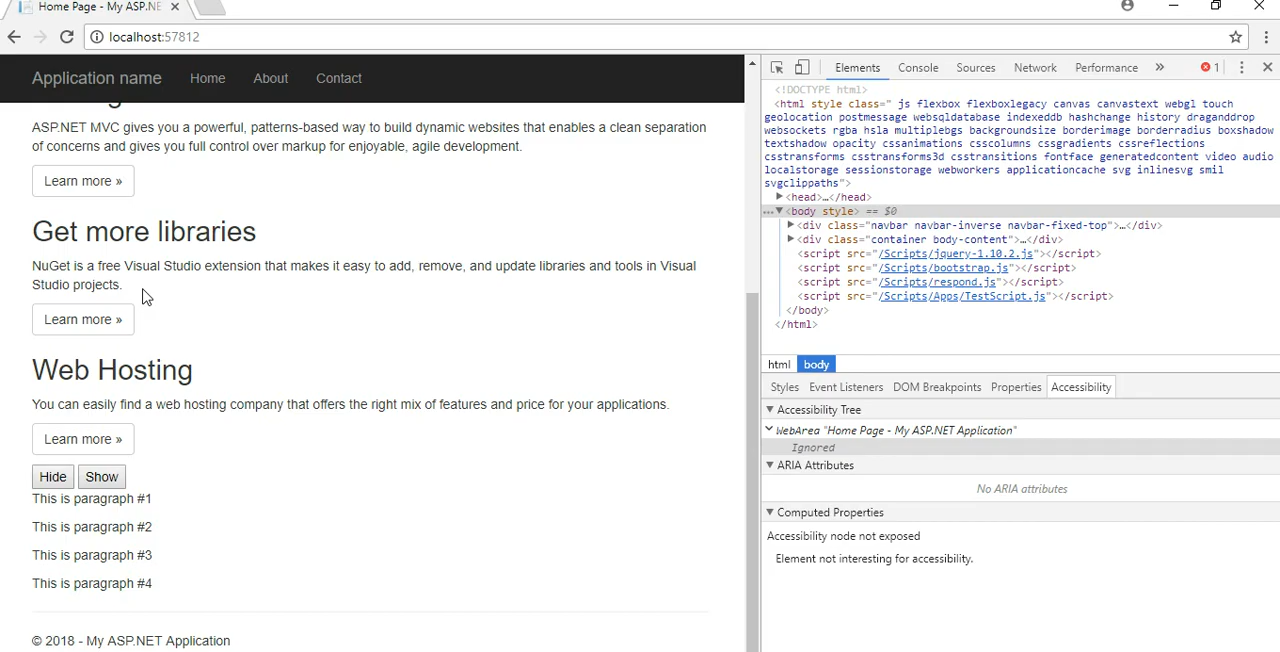 Home Page - My ASP.NE
localhost:57812
Application name Home About Contact
ASP.NET MVC gives you a powerful, patterns-based way to build dynamic websites that enables a clean separation
of concerns and gives you full control over markup for enjoyable, agile development.
Learn more »
Get more libraries
NuGet is a free Visual Studio extension that makes it easy to add, remove, and update libraries and tools in Visual
Studio projects.
Learn more »
Web Hosting
You can easily find a web hosting company that offers the right mix of features and price for your applications.
Learn more »
Hide Show
This is paragraph #1
This is paragraph #2
This is paragraph #3
This is paragraph #4
© 2018 - My ASP.NET Application
Elements Console Sources Network Performance » 1
<!DOCTYPE html>
<html style class=" js flexbox flexboxlegacy canvas canvastext webgl touch
geolocation postmessage websqldatabase indexeddb hashchange history draganddrop
websockets rgba hsla multiplebgs backgroundsize borderimage borderradius boxshadow
textshadow opacity cssanimations csscolumns cssgradients cssreflections
csstransforms csstransforms3d csstransitions fontface generatedcontent video audio
localstorage sessionstorage webworkers applicationcache svg inlinesvg smil
svgclippaths">
<head>…</head>
<body style> == $0
<div class="navbar navbar-inverse navbar-fixed-top">…</div>
<div class="container body-content">…</div>
<script src="/Scripts/jquery-1.10.2.js"></script>
<script src="/Scripts/bootstrap.js"></script>
<script src="/Scripts/respond.js"></script>
<script src="/Scripts/Apps/TestScript.js"></script>
</body>
</html>
html body
Styles Event Listeners DOM Breakpoints Properties Accessibility
Accessibility Tree
WebArea "Home Page - My ASP.NET Application"
Ignored
ARIA Attributes
No ARIA attributes
Computed Properties
Accessibility node not exposed
Element not interesting for accessibility.